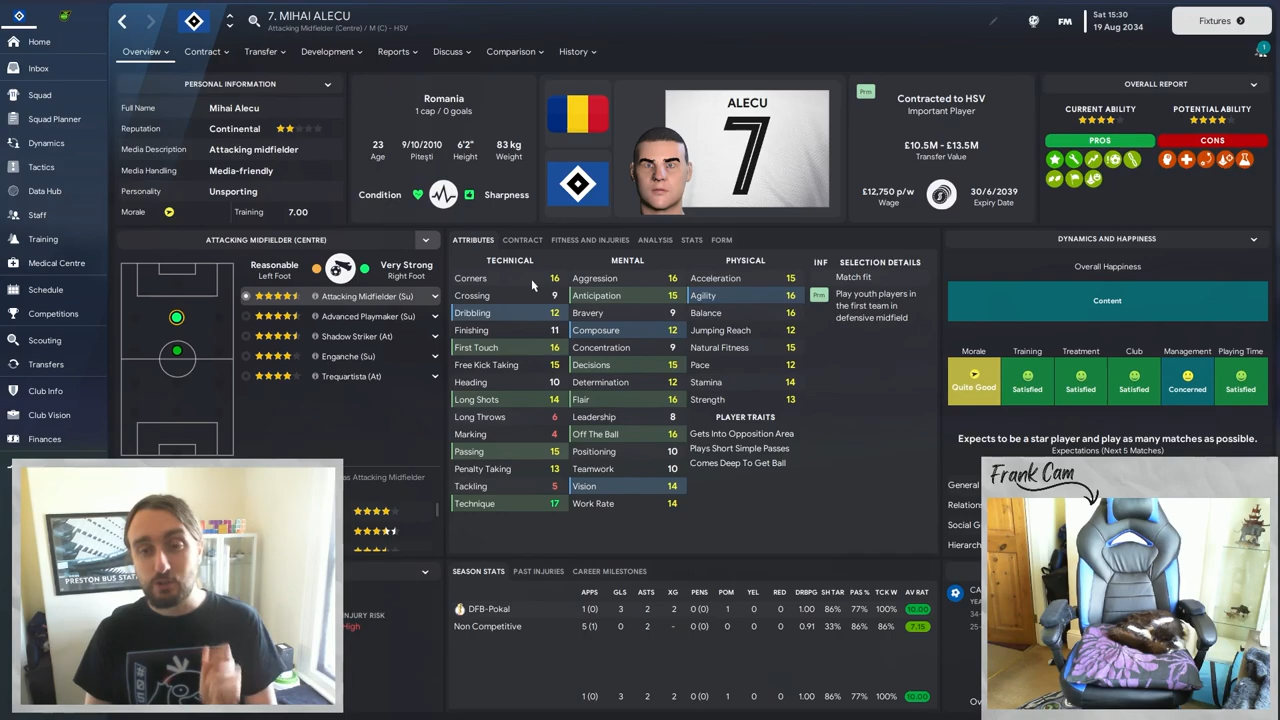 7. MIHAI ALECU
Attacking Midfielder (Centre) / M (C) - HSV
FM
Sat 15:30
19 Aug 2034
Fixtures
Home
Inbox
Squad
Squad Planner
Dynamics
Tactics
Data Hub
Staff
Training
Medical Centre
Schedule
Competitions
Scouting
Transfers
Club Info
Club Vision
Finances
Overview
Contract
Transfer
Development
Reports
Discuss
Comparison
History
1
PERSONAL INFORMATION
Full Name Mihai Alecu
Reputation Continental
Media Description Attacking midfielder
Media Handling Media-friendly
Personality Unsporting
Morale Training 7.00
Romania
1 cap / 0 goals
23 9/10/2010 6'2" 83 kg
Age Pitești Height Weight
Condition Sharpness
ALECU
7
Prm
Contracted to HSV
Important Player
£10.5M - £13.5M
Transfer Value
£12,750 p/w 30/6/2039
Wage Expiry Date
OVERALL REPORT
CURRENT ABILITY POTENTIAL ABILITY
PROS CONS
ATTACKING MIDFIELDER (CENTRE)
Reasonable Very Strong
Left Foot Right Foot
Attacking Midfielder (Su)
Advanced Playmaker (Su)
Shadow Striker (At)
Enganche (Su)
Trequartista (At)
as Attacking Midfielder
ATTRIBUTES CONTRACT FITNESS AND INJURIES ANALYSIS STATS FORM
TECHNICAL
Corners 16
Crossing 9
Dribbling 12
Finishing 11
First Touch 16
Free Kick Taking 15
Heading 10
Long Shots 14
Long Throws 6
Marking 4
Passing 15
Penalty Taking 13
Tackling 5
Technique 17
MENTAL
Aggression 16
Anticipation 15
Bravery 9
Composure 12
Concentration 9
Decisions 15
Determination 12
Flair 16
Leadership 8
Off The Ball 16
Positioning 10
Teamwork 10
Vision 14
Work Rate 14
PHYSICAL
Acceleration 15
Agility 16
Balance 16
Jumping Reach 12
Natural Fitness 15
Pace 12
Stamina 14
Strength 13
PLAYER TRAITS
Gets Into Opposition Area
Plays Short Simple Passes
Comes Deep To Get Ball
INF SELECTION DETAILS
Match fit
Prm Play youth players in
the first team in
defensive midfield
DYNAMICS AND HAPPINESS
Overall Happiness
Content
Morale Training Treatment Club Management Playing Time
Quite Good Satisfied Satisfied Satisfied Concerned Satisfied
Expects to be a star player and play as many matches as possible.
Expectations (Next 5 Matches)
General
Social G
Hierarch
Frank Cam
PRESTON BUS STAT
NJURY RISK
High
SEASON STATS PAST INJURIES CAREER MILESTONES
APPS GLS ASTS XG PENS POM YEL RED DRBPG SH TAR PAS % TCK W AV RAT
DFB-Pokal 1 (0) 3 2 2 0 (0) 1 0 0 1.00 86% 77% 100% 10.00
Non Competitive 5 (1) 0 2 - 0 (0) 0 0 0 0.91 33% 86% 86% 7.15
1 (0) 3 2 2 0 (0) 1 0 0 1.00 86% 77% 100% 10.00